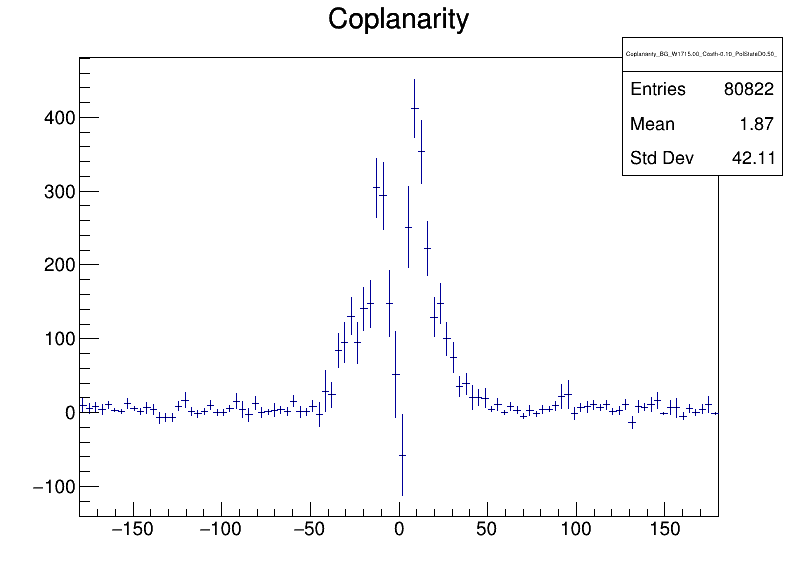 Coplanarity
Coplanarity_BG_W1715.00_Costh-0.10_PolStateD0.50_
Entries 80822
Mean 1.87
Std Dev 42.11
400
300
200
100
0
−100
−150 −100 −50 0 50 100 150